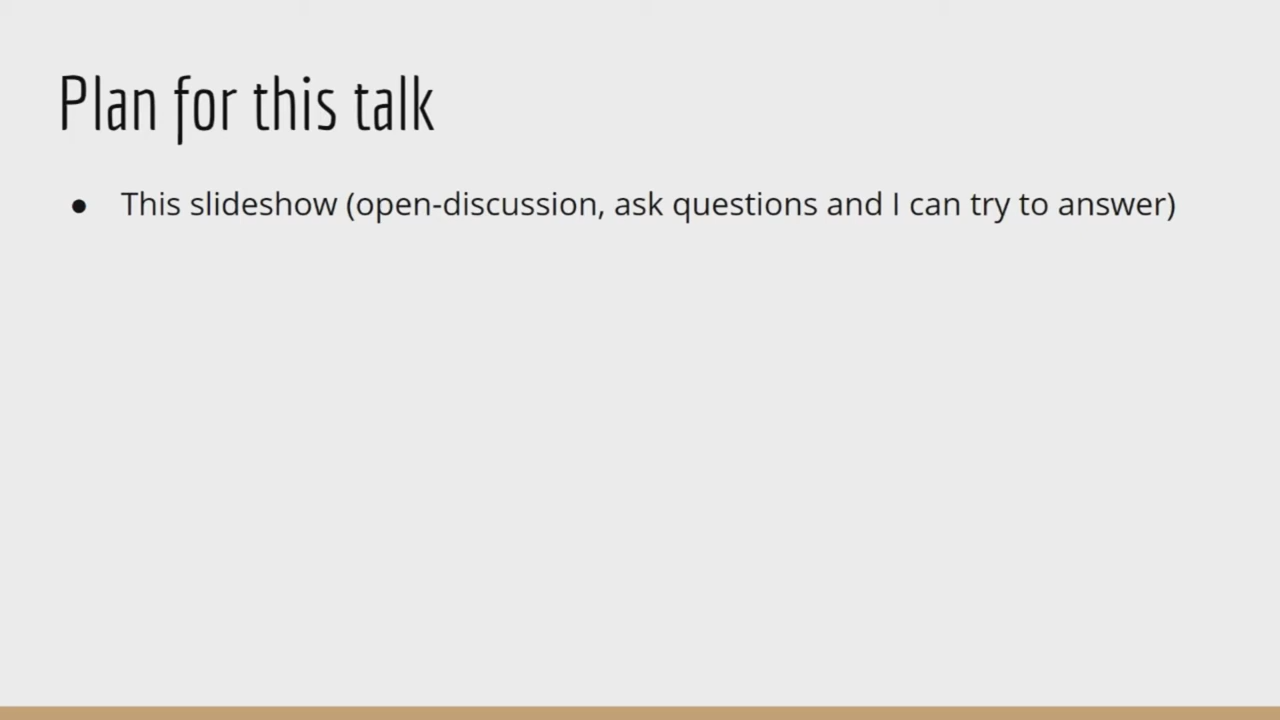 Plan for this talk
● This slideshow (open-discussion, ask questions and I can try to answer)